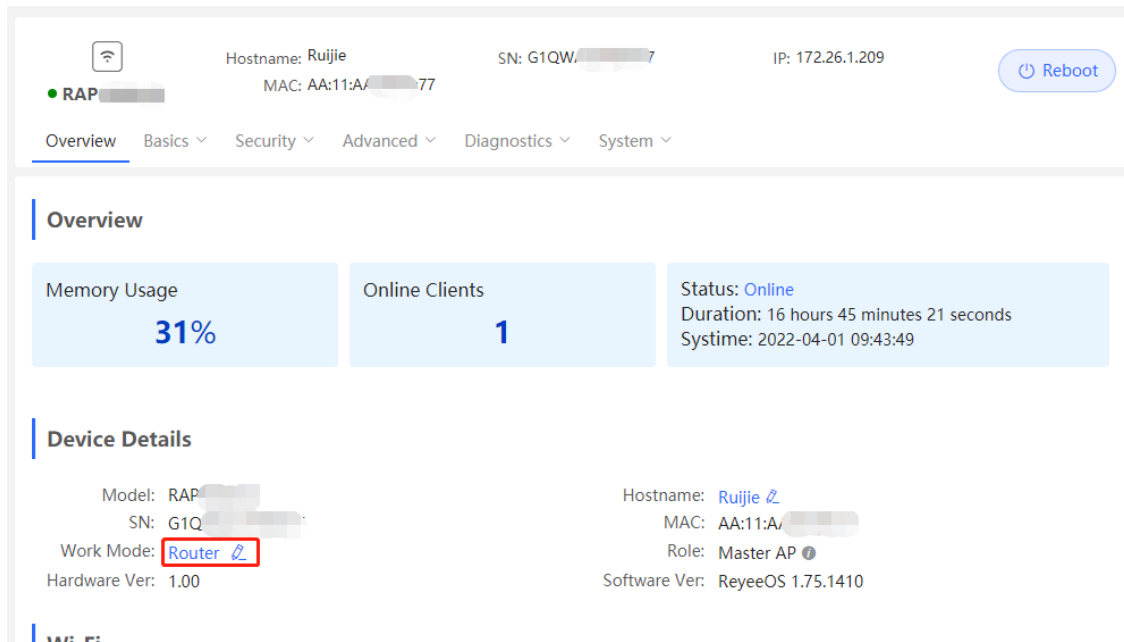 Hostname: Ruijie SN: G1QW 7 IP: 172.26.1.209
Reboot
MAC: AA:11:A 77
RAP
Overview Basics Security Advanced Diagnostics System
Overview
Memory Usage
31%
Online Clients
1
Status: Online
Duration: 16 hours 45 minutes 21 seconds
Systime: 2022-04-01 09:43:49
Device Details
Model: RAP
Hostname: Ruijie
SN: G1Q
MAC: AA:11:A
Work Mode: Router
Role: Master AP
Hardware Ver: 1.00
Software Ver: ReyeeOS 1.75.1410
Wi-Fi